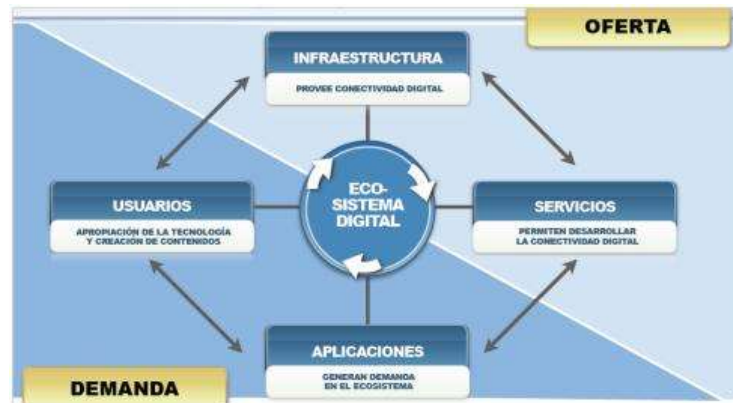 OFERTA
INFRAESTRUCTURA
PROVEE CONECTIVIDAD DIGITAL
USUARIOS
APROPIACIÓN DE LA TECNOLOGÍA
Y CREACIÓN DE CONTENIDOS
ECO-
SISTEMA
DIGITAL
SERVICIOS
PERMITEN DESARROLLAR
LA CONECTIVIDAD DIGITAL
APLICACIONES
GENERAN DEMANDA
EN EL ECOSISTEMA
DEMANDA